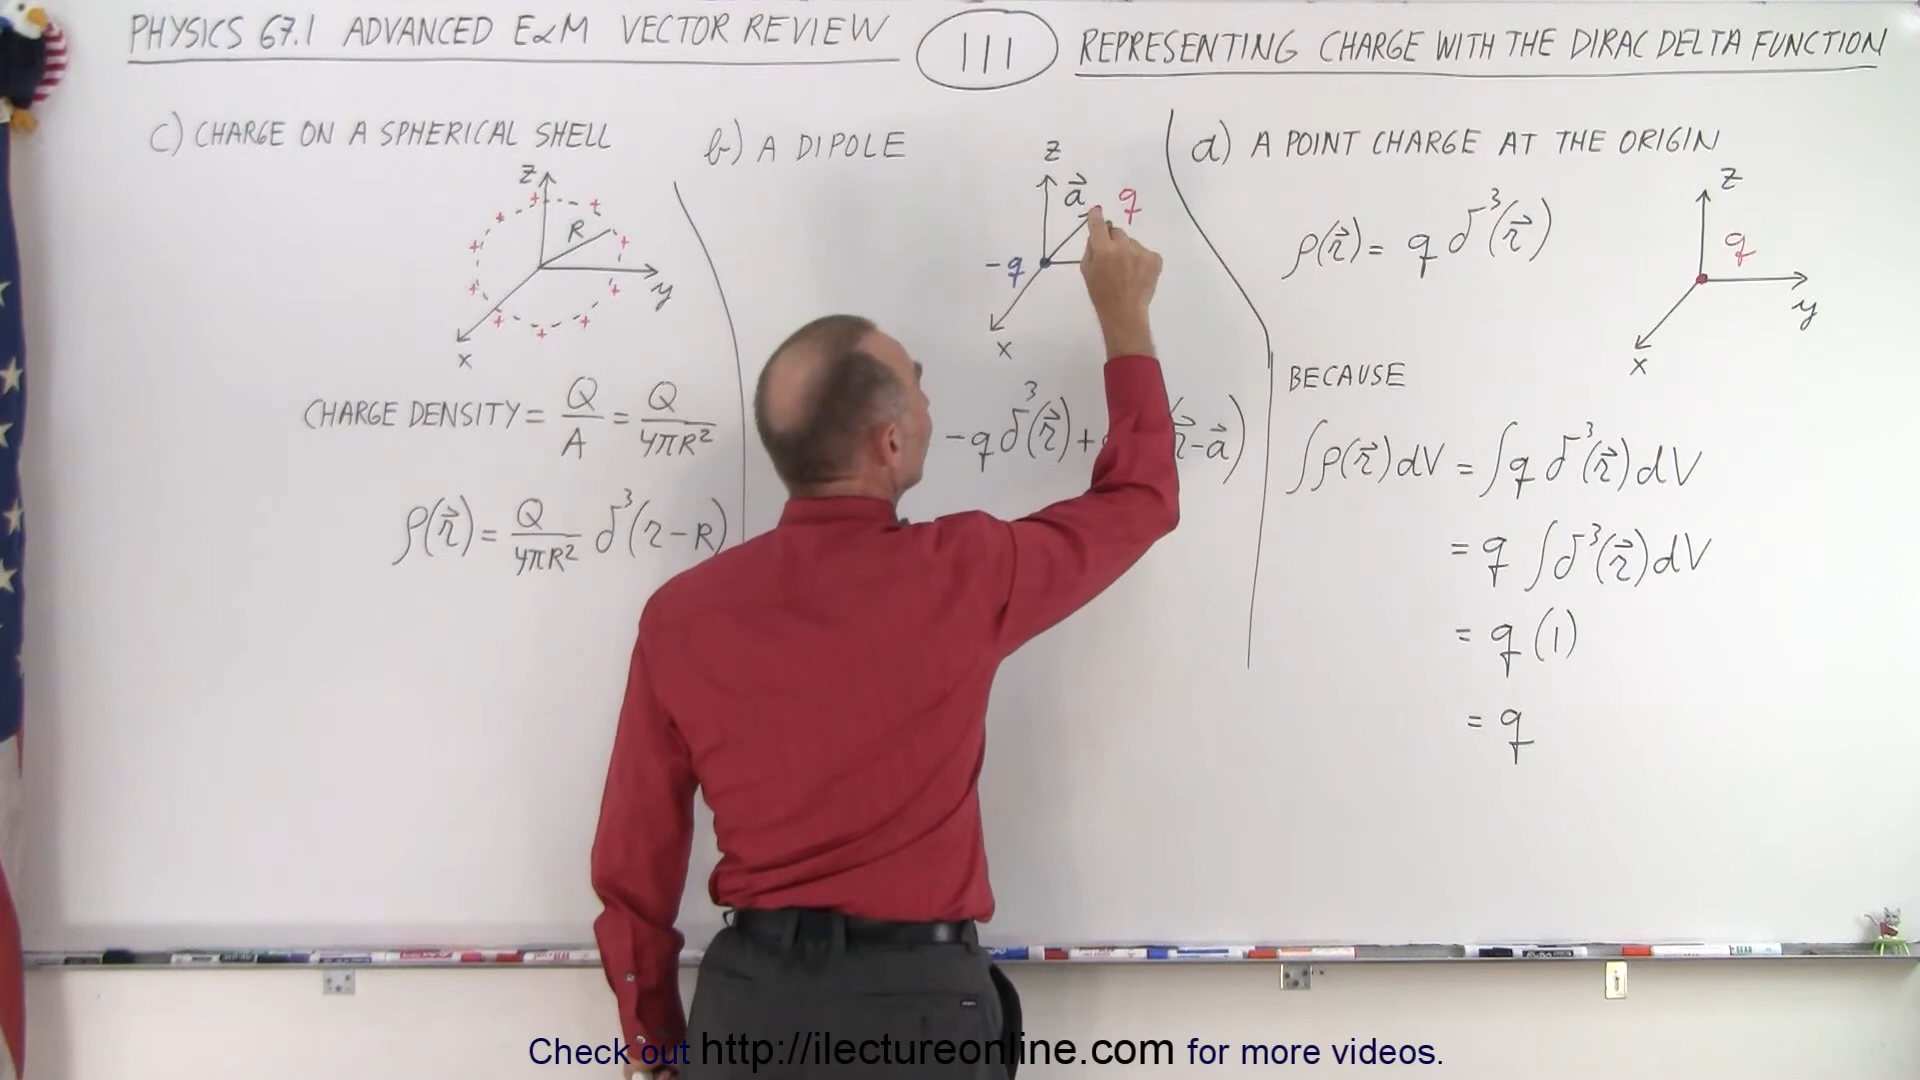 PHYSICS 67.1 ADVANCED E&M VECTOR REVIEW
111
REPRESENTING CHARGE WITH THE DIRAC DELTA FUNCTION
c) CHARGE ON A SPHERICAL SHELL
z
R
y
x
CHARGE DENSITY = Q/A = Q/4πR²
ρ(r⃗) = Q/4πR² δ³(r-R)
b) A DIPOLE
z
a⃗ q
-q
x
-qδ³(r⃗)+
r⃗-a⃗)
a) A POINT CHARGE AT THE ORIGIN
ρ(r⃗) = q δ³(r⃗)
z
q
y
x
BECAUSE
∫ρ(r⃗)dV = ∫q δ³(r⃗)dV
= q ∫δ³(r⃗)dV
= q (1)
= q
Check out http://ilectureonline.com for more videos.